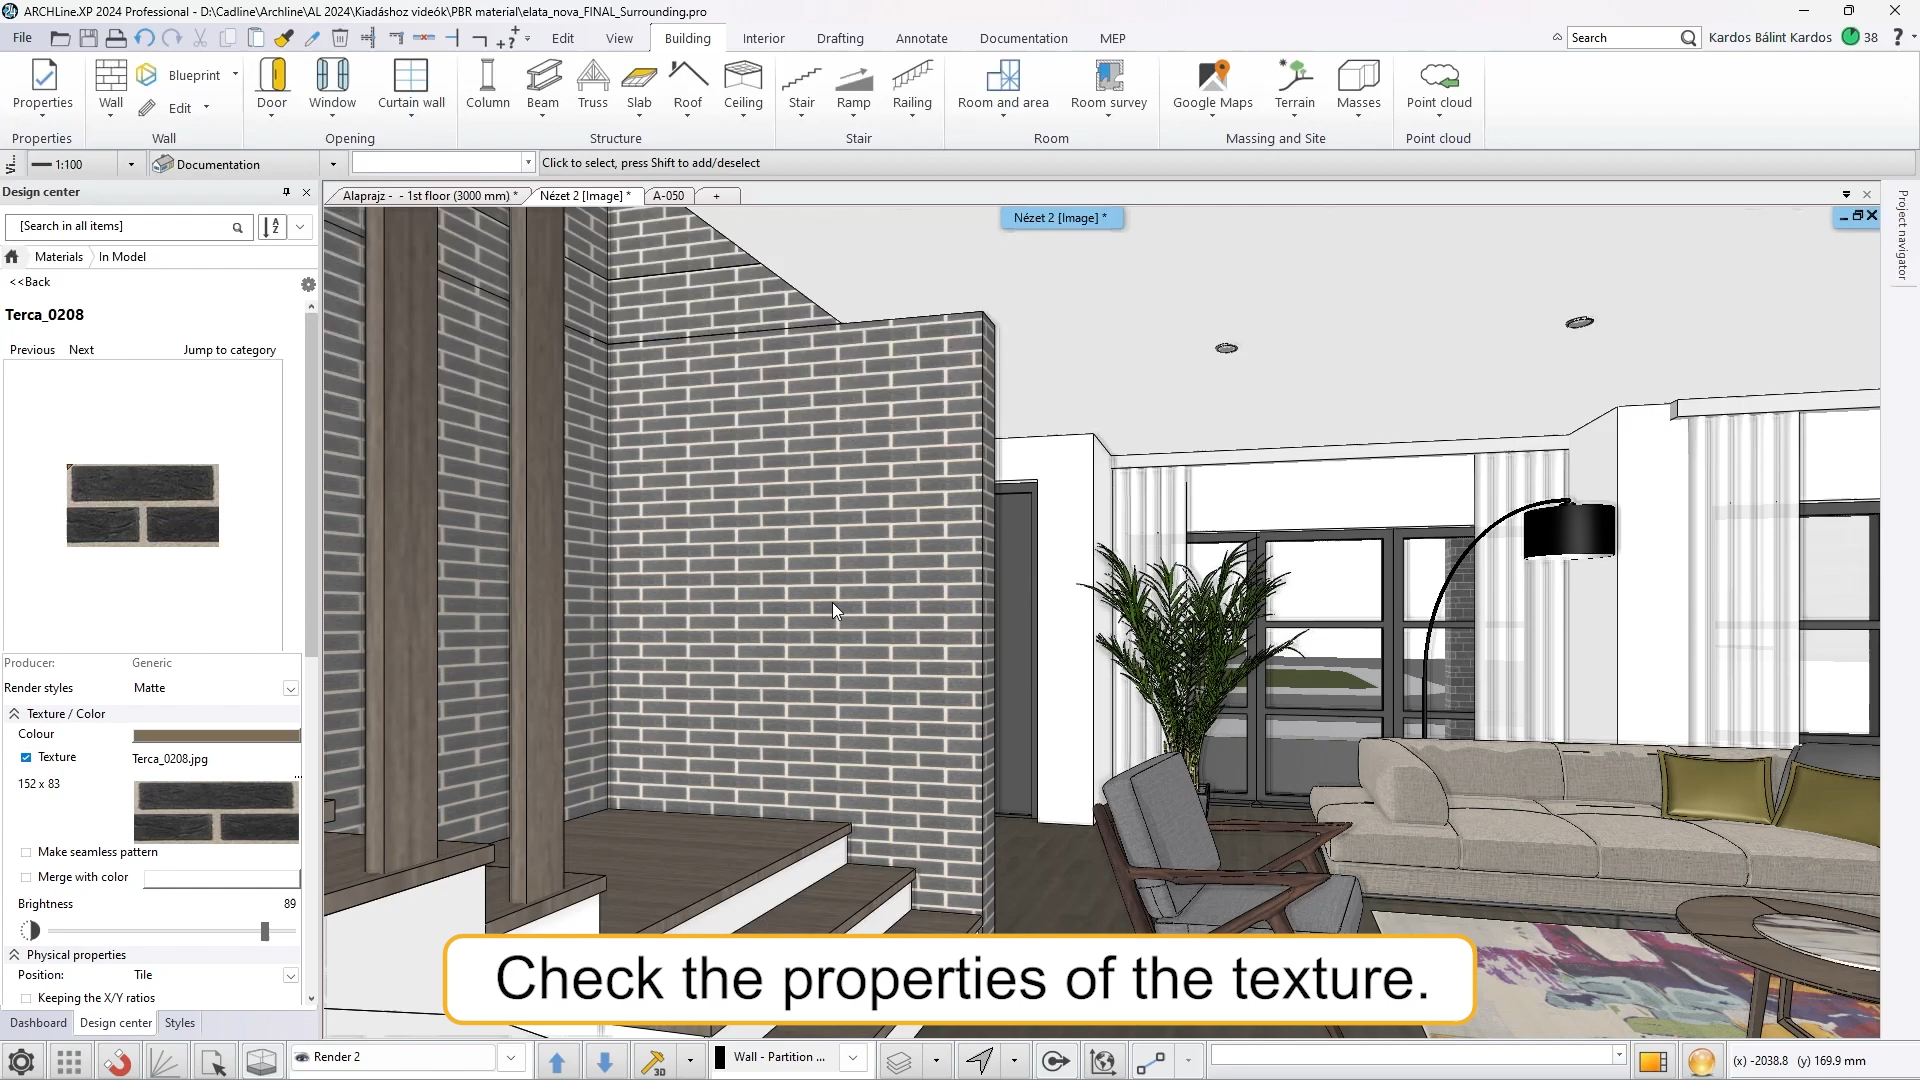 ARCHLine.XP 2024 Professional - D:\Cadline\Archline\AL 2024\Kiadáshoz videók\PBR material\elata_nova_FINAL_Surrounding.pro
File Edit View Building Interior Drafting Annotate Documentation MEP Search Kardos Bálint Kardos 38 ?
Properties Wall Blueprint Door Window Curtain wall Column Beam Truss Slab Roof Ceiling Stair Ramp Railing Room and area Room survey Google Maps Terrain Masses Point cloud
Edit
Properties Wall Opening Structure Stair Room Massing and Site Point cloud
1:100 Documentation Click to select, press Shift to add/deselect
Design center
Alaprajz - - 1st floor (3000 mm) * Nézet 2 [Image] * A-050 +
Project navigator
Nézet 2 [Image] *
[Search in all items]
Materials In Model
<<Back
Terca_0208
Previous Next Jump to category
Producer: Generic
Render styles Matte
Texture / Color
Colour
Texture Terca_0208.jpg
152 x 83
Make seamless pattern
Merge with color
Brightness 89
Physical properties
Position: Tile
Keeping the X/Y ratios
Check the properties of the texture.
Dashboard Design center Styles
Render 2 3D Wall - Partition ... (x) -2038.8 (y) 169.9 mm